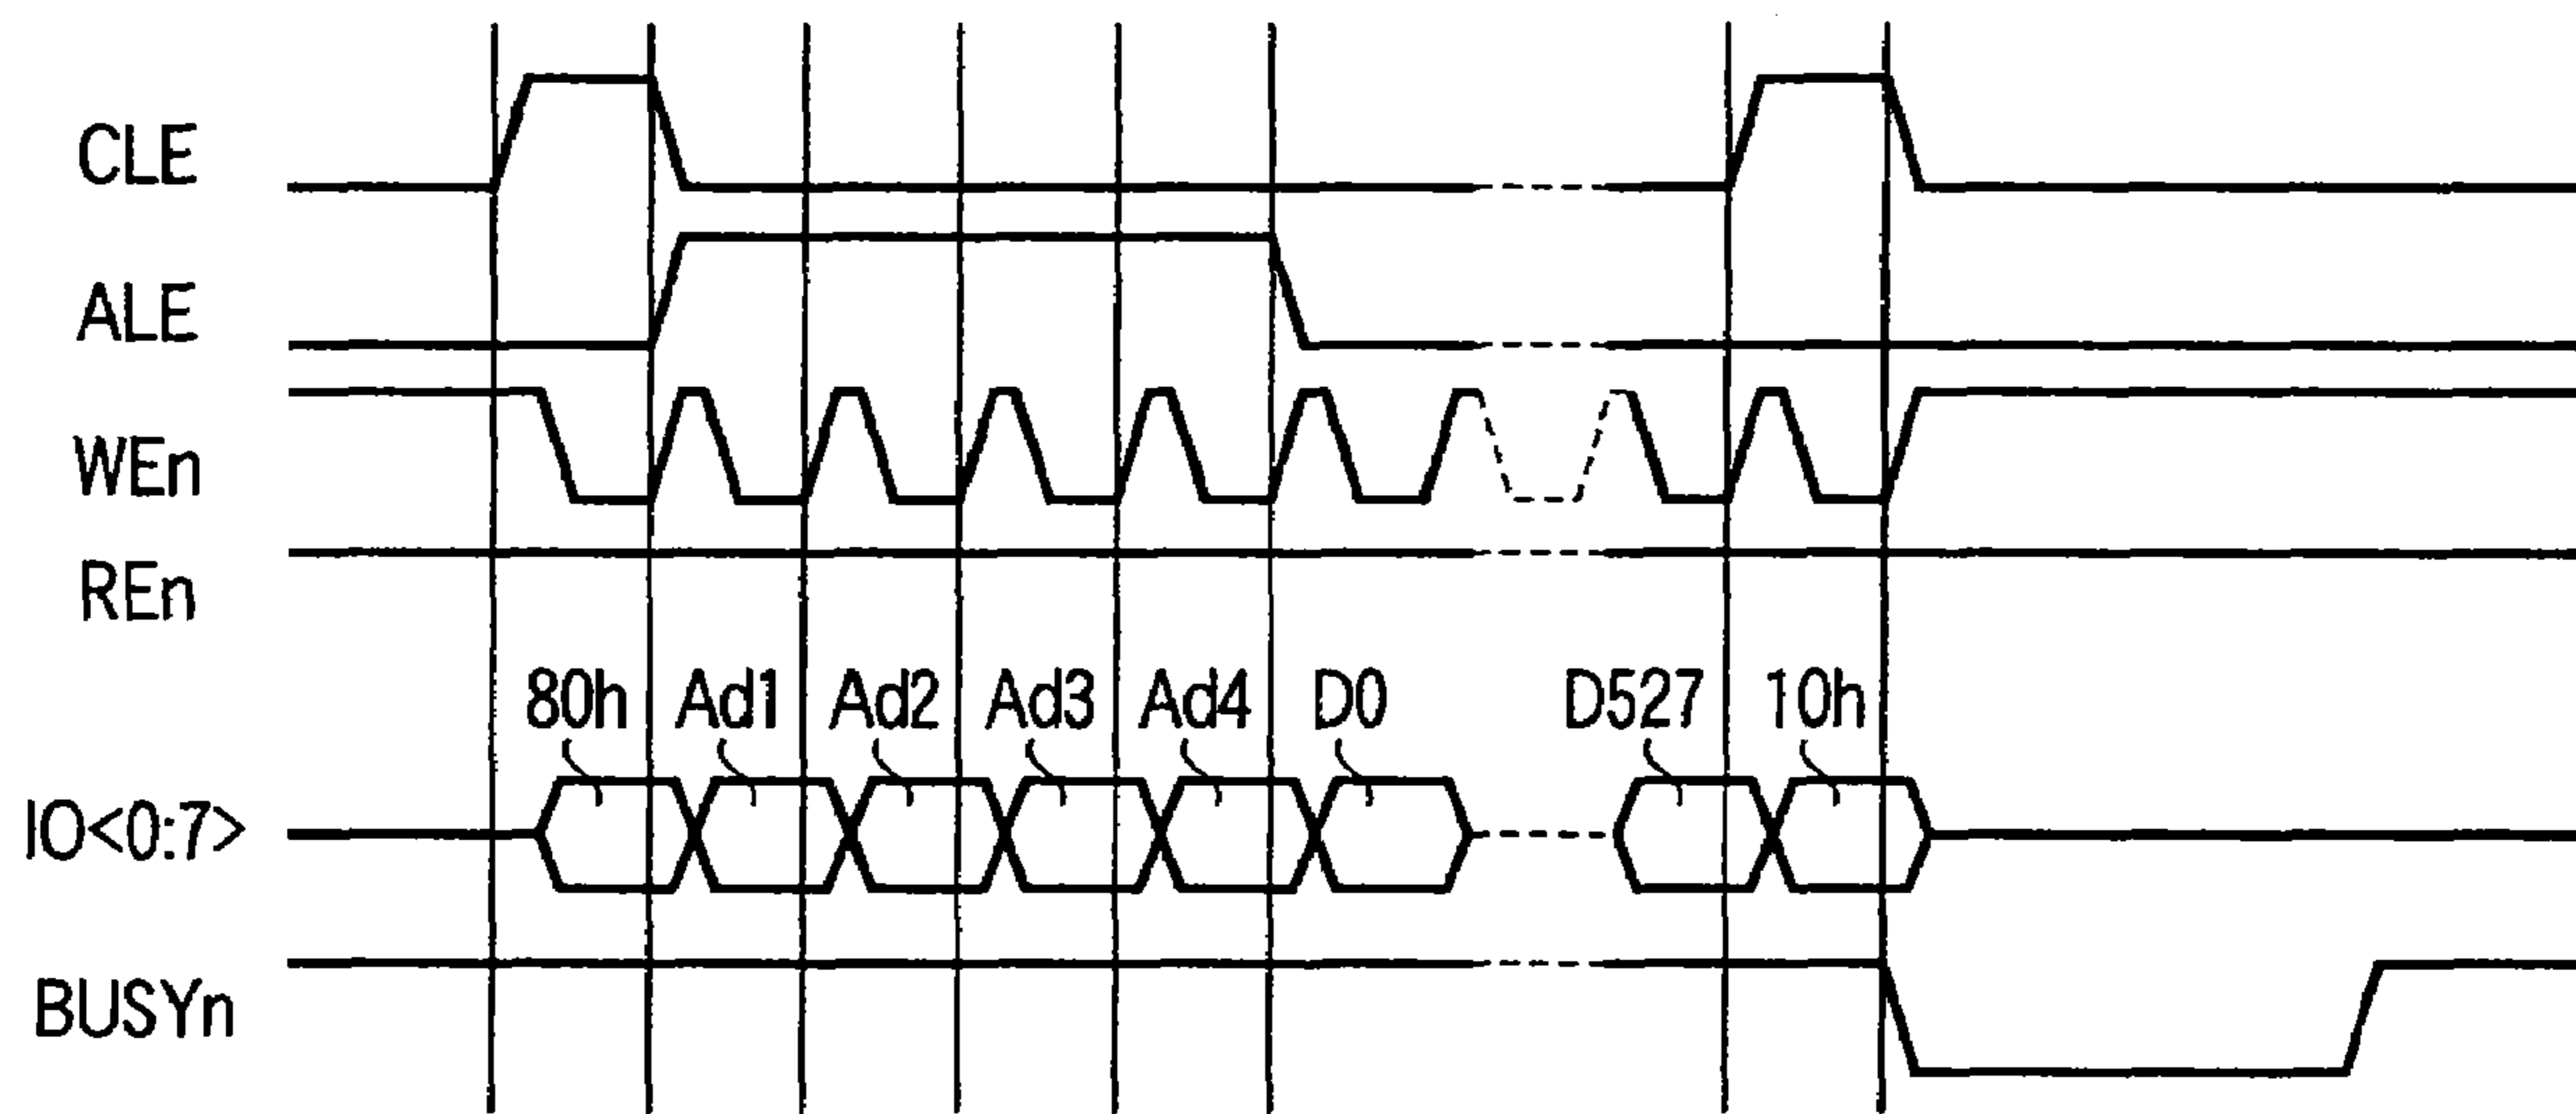 CLE
ALE
WEn
REn
80h Ad1 Ad2 Ad3 Ad4 D0 D527 10h
IO<0:7>
BUSYn